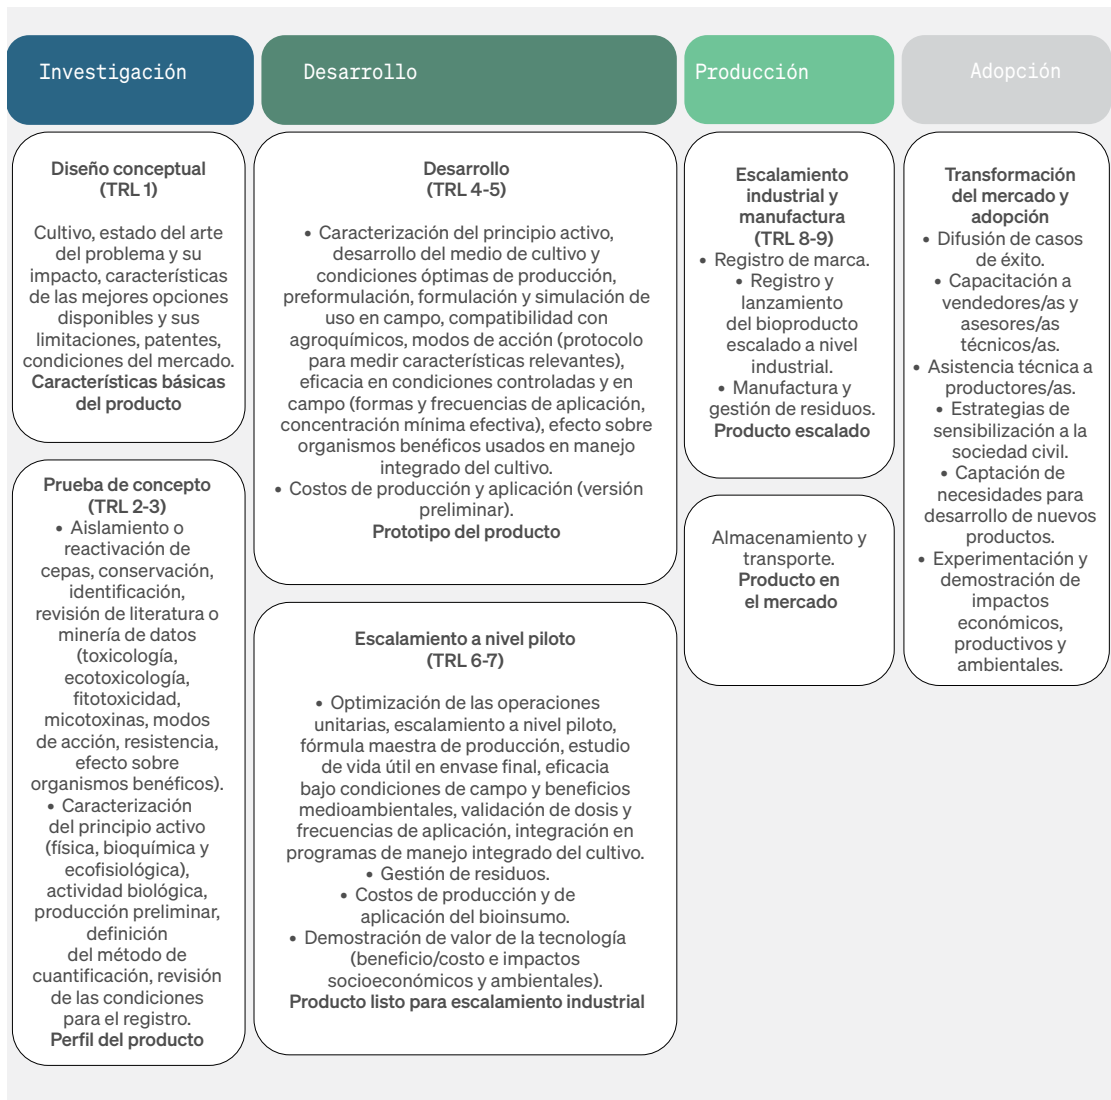 Investigación
Desarrollo
Producción
Adopción
Diseño conceptual
(TRL 1)
Cultivo, estado del arte
del problema y su
impacto, características
de las mejores opciones
disponibles y sus
limitaciones, patentes,
condiciones del mercado.
Características básicas
del producto
Prueba de concepto
(TRL 2-3)
• Aislamiento o
reactivación de
cepas, conservación,
identificación,
revisión de literatura o
minería de datos
(toxicología,
ecotoxicología,
fitotoxicidad,
micotoxinas, modos
de acción, resistencia,
efecto sobre
organismos benéficos).
• Caracterización
del principio activo
(física, bioquímica y
ecofisiológica),
actividad biológica,
producción preliminar,
definición
del método de
cuantificación, revisión
de las condiciones
para el registro.
Perfil del producto
Desarrollo
(TRL 4-5)
• Caracterización del principio activo,
desarrollo del medio de cultivo y
condiciones óptimas de producción,
preformulación, formulación y simulación de
uso en campo, compatibilidad con
agroquímicos, modos de acción (protocolo
para medir características relevantes),
eficacia en condiciones controladas y en
campo (formas y frecuencias de aplicación,
concentración mínima efectiva), efecto sobre
organismos benéficos usados en manejo
integrado del cultivo.
• Costos de producción y aplicación (versión
preliminar).
Prototipo del producto
Escalamiento a nivel piloto
(TRL 6-7)
• Optimización de las operaciones
unitarias, escalamiento a nivel piloto,
fórmula maestra de producción, estudio
de vida útil en envase final, eficacia
bajo condiciones de campo y beneficios
medioambientales, validación de dosis y
frecuencias de aplicación, integración en
programas de manejo integrado del cultivo.
• Gestión de residuos.
• Costos de producción y de
aplicación del bioinsumo.
• Demostración de valor de la tecnología
(beneficio/costo e impactos
socioeconómicos y ambientales).
Producto listo para escalamiento industrial
Escalamiento
industrial y
manufactura
(TRL 8-9)
• Registro de marca.
• Registro y
lanzamiento
del bioproducto
escalado a nivel
industrial.
• Manufactura y
gestión de residuos.
Producto escalado
Almacenamiento y
transporte.
Producto en
el mercado
Transformación
del mercado y
adopción
• Difusión de casos
de éxito.
• Capacitación a
vendedores/as y
asesores/as
técnicos/as.
• Asistencia técnica a
productores/as.
• Estrategias de
sensibilización a la
sociedad civil.
• Captación de
necesidades para
desarrollo de nuevos
productos.
• Experimentación y
demostración de
impactos
económicos,
productivos y
ambientales.